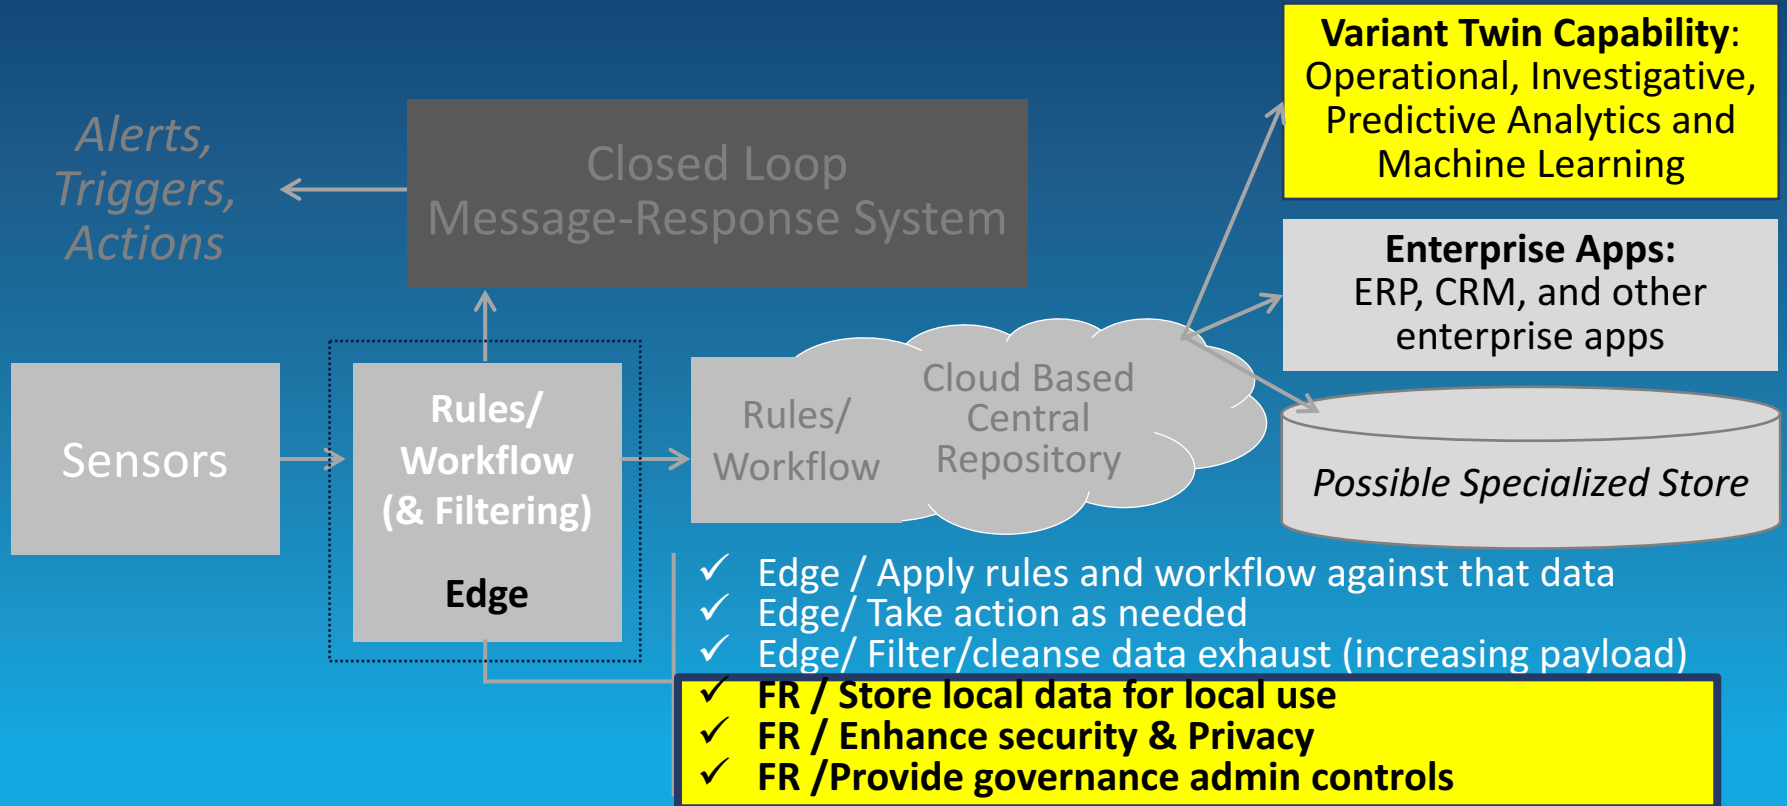 Variant Twin Capability:
Operational, Investigative,
Predictive Analytics and
Machine Learning
Alerts,
Triggers,
Actions
Closed Loop
Message-Response System
Enterprise Apps:
ERP, CRM, and other
enterprise apps
Sensors
Rules/
Workflow
(& Filtering)
Edge
Rules/
Workflow
Cloud Based
Central
Repository
Possible Specialized Store
✓ Edge / Apply rules and workflow against that data
✓ Edge/ Take action as needed
✓ Edge/ Filter/cleanse data exhaust (increasing payload)
✓ FR / Store local data for local use
✓ FR / Enhance security & Privacy
✓ FR /Provide governance admin controls